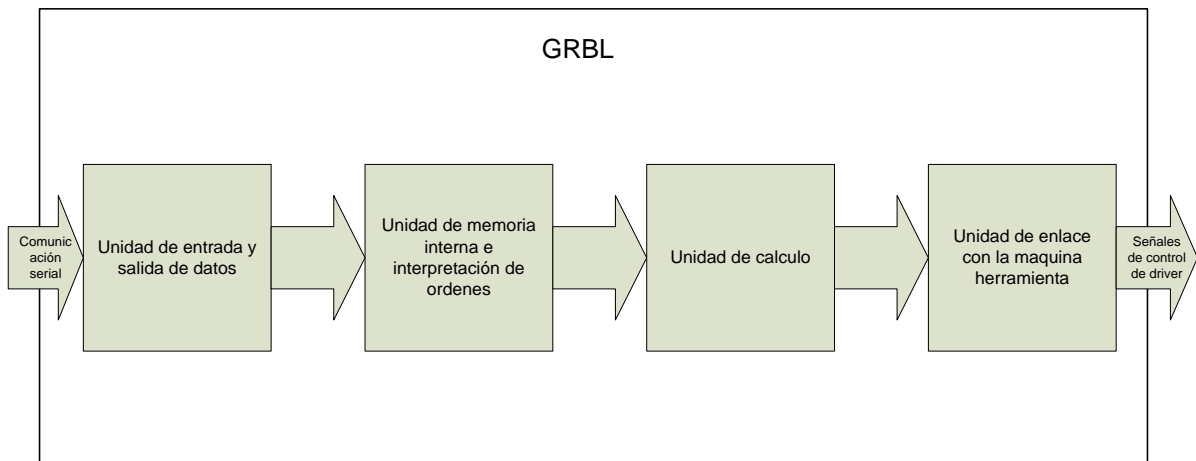 GRBL
Comunic
ación
serial
Unidad de entrada y
salida de datos
Unidad de memoria
interna e
interpretación de
ordenes
Unidad de calculo
Unidad de enlace
con la maquina
herramienta
Señales
de control
de driver